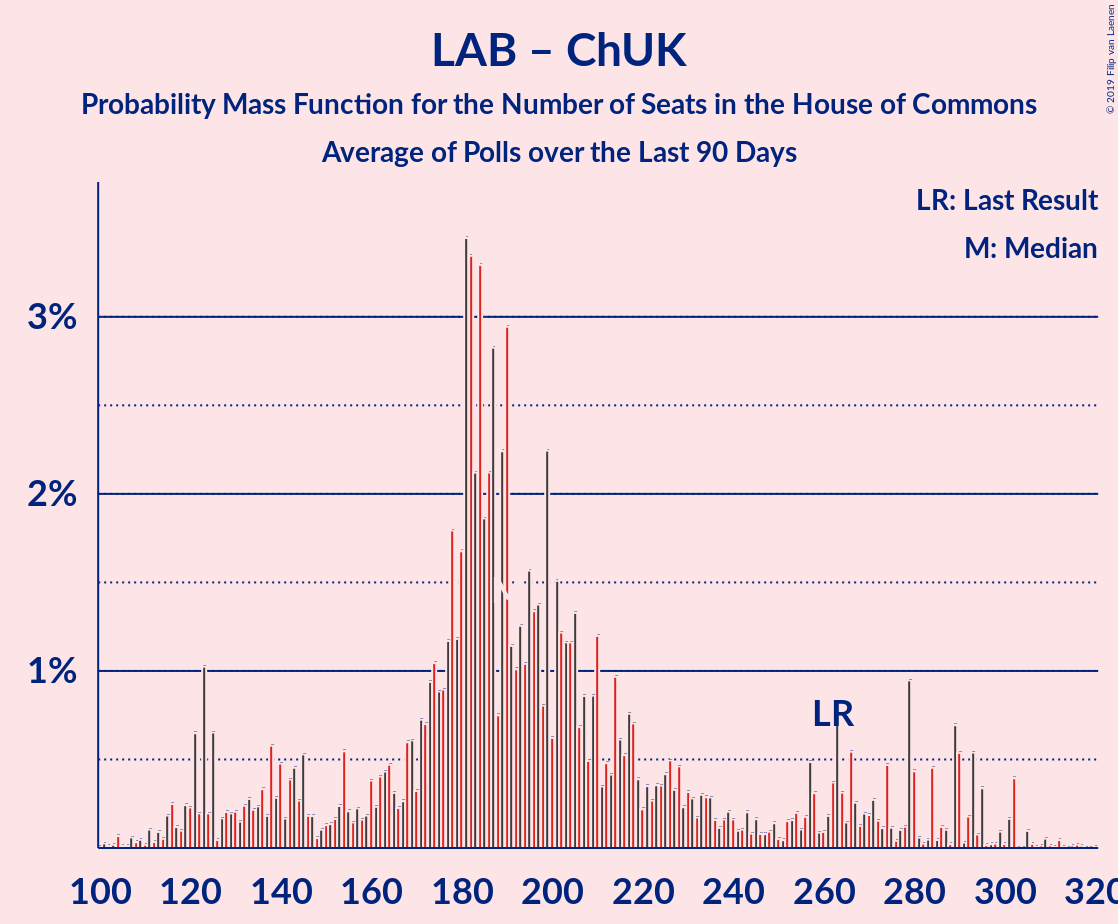 LAB – ChUK
Probability Mass Function for the Number of Seats in the House of Commons
Average of Polls over the Last 90 Days
© 2019 Filip van Laenen
LR: Last Result
M: Median
3%
2%
1%
LR
100 120 140 160 180 200 220 240 260 280 300 320